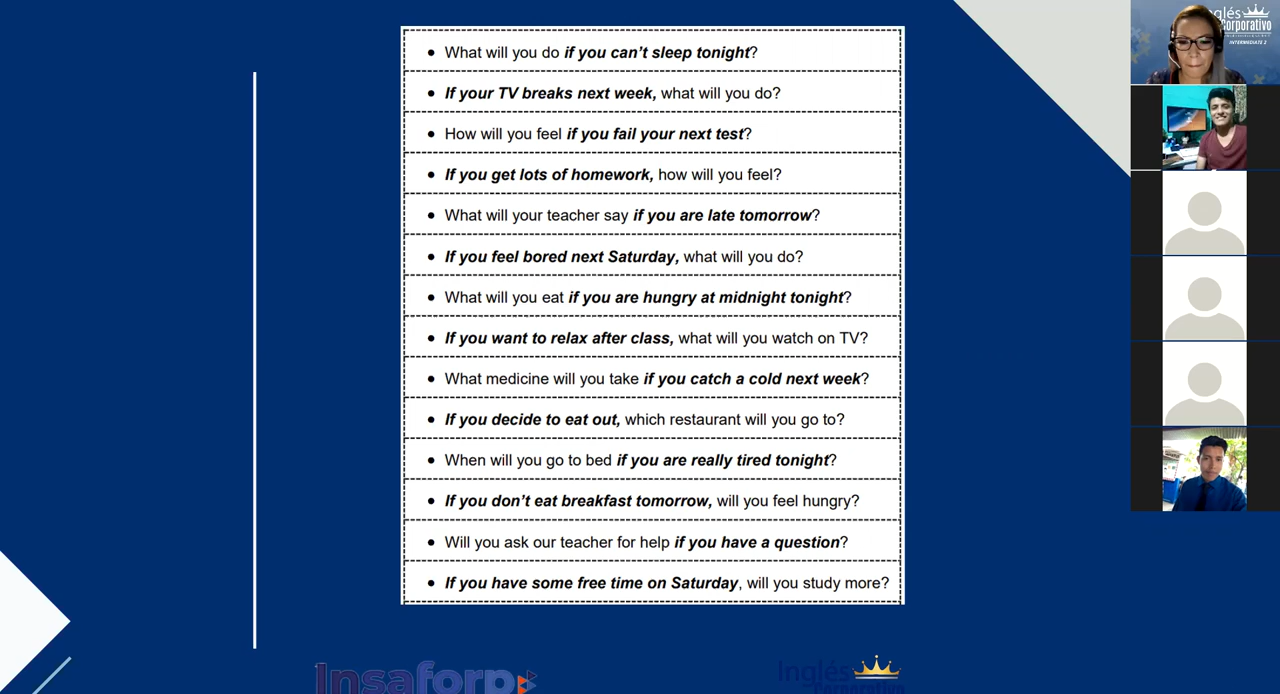 • What will you do if you can't sleep tonight?
• If your TV breaks next week, what will you do?
• How will you feel if you fail your next test?
• If you get lots of homework, how will you feel?
• What will your teacher say if you are late tomorrow?
• If you feel bored next Saturday, what will you do?
• What will you eat if you are hungry at midnight tonight?
• If you want to relax after class, what will you watch on TV?
• What medicine will you take if you catch a cold next week?
• If you decide to eat out, which restaurant will you go to?
• When will you go to bed if you are really tired tonight?
• If you don't eat breakfast tomorrow, will you feel hungry?
• Will you ask our teacher for help if you have a question?
• If you have some free time on Saturday, will you study more?
Insaforp
Inglés
Corporativo
Inglés
Corporativo
INTERMEDIATE 2